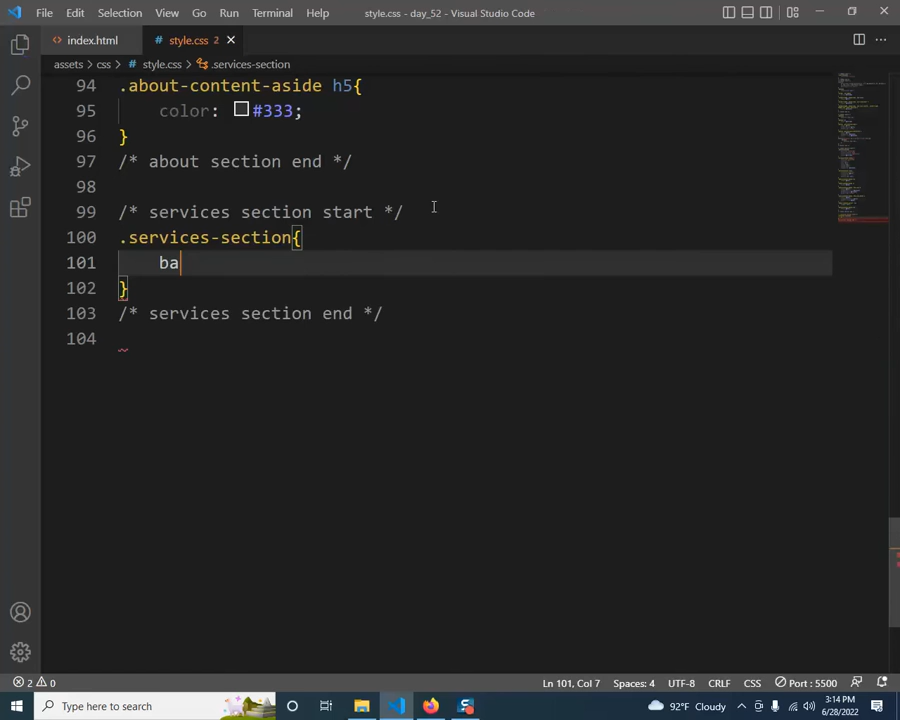 File Edit Selection View Go Run Terminal Help style.css - day_52 - Visual Studio Code
index.html # style.css 2
assets > css > # style.css > .services-section
94 .about-content-aside h5{
95 color: #333;
96 }
97 /* about section end */
98
99 /* services section start */
100 .services-section{
101 ba
102 }
103 /* services section end */
104
2 0 Ln 101, Col 7 Spaces: 4 UTF-8 CRLF CSS Port : 5500
Type here to search 92°F Cloudy 3:14 PM
6/28/2022